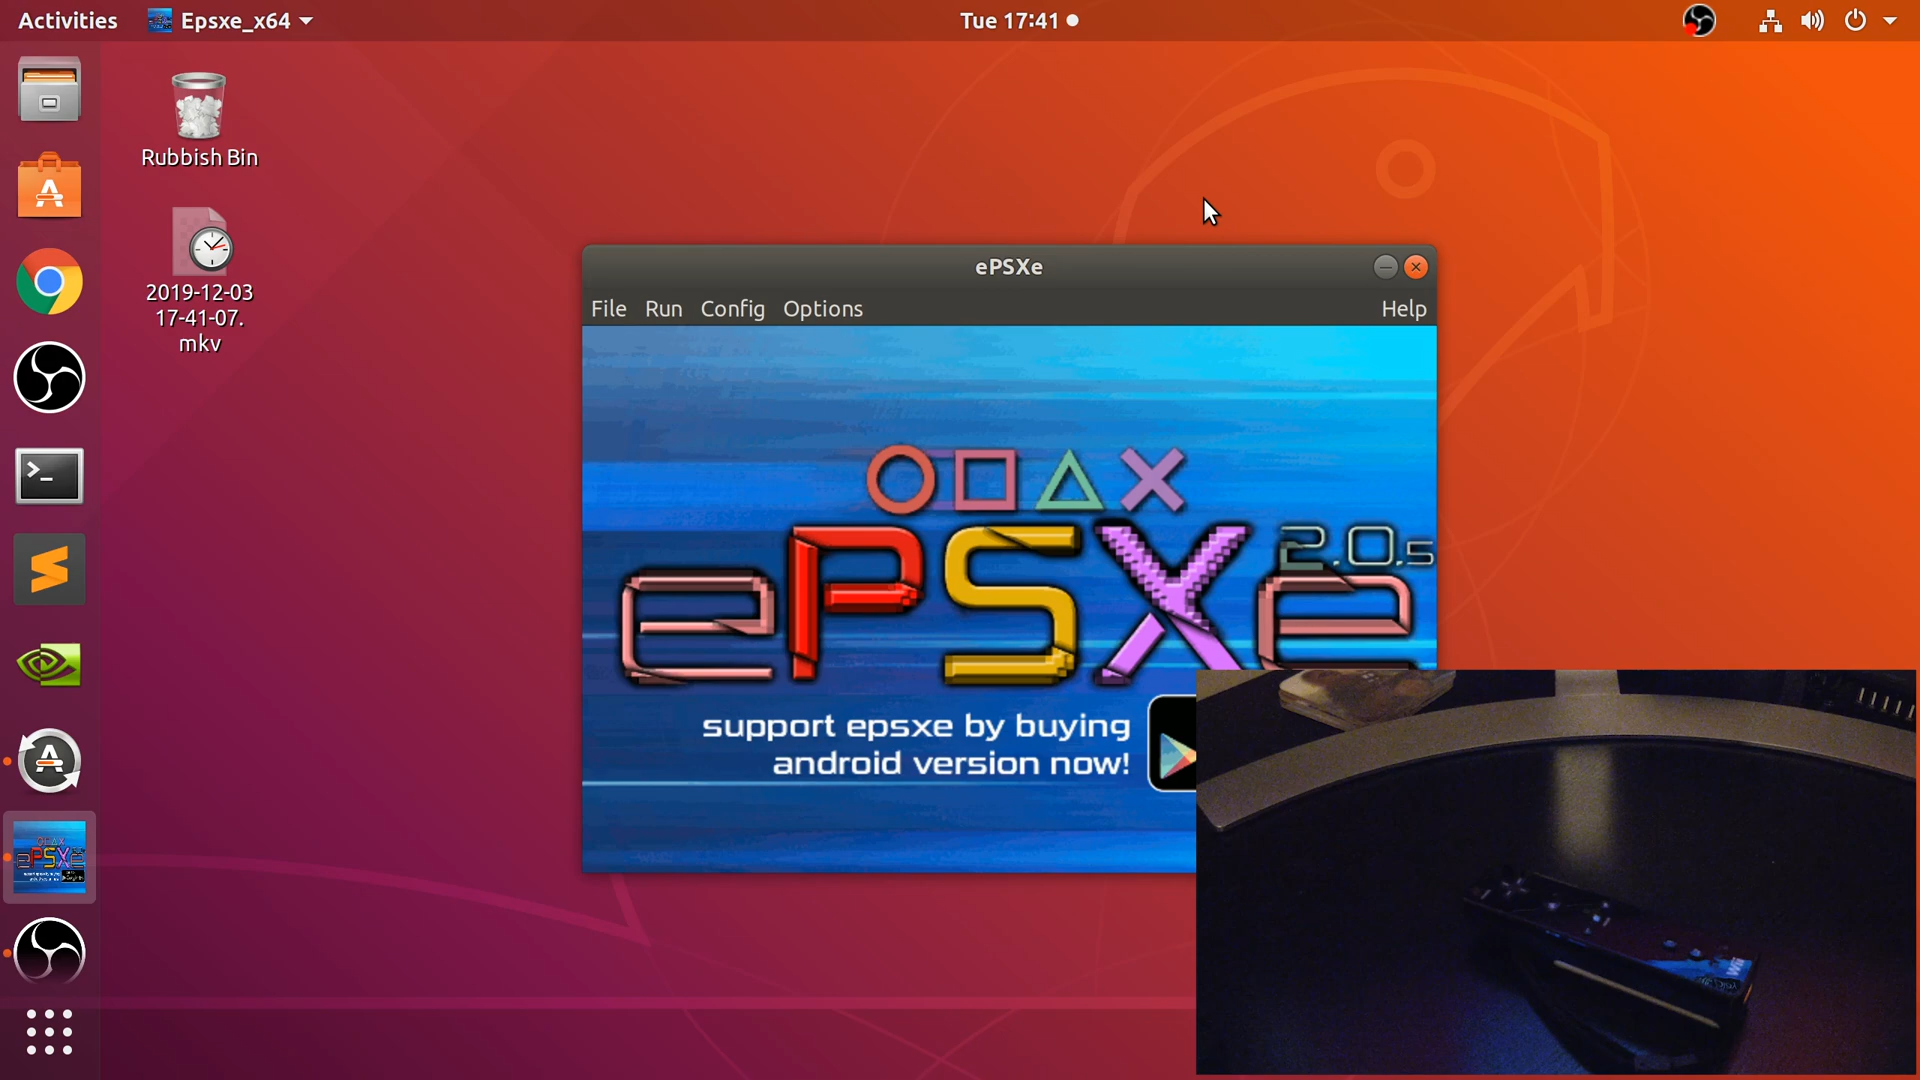 Activities
Epsxe_x64
Tue 17:41
Rubbish Bin
2019-12-03
17-41-07.
mkv
ePSXe
File Run Config Options Help
ePSXe 2.0.5
support epsxe by buying
android version now!
Wii